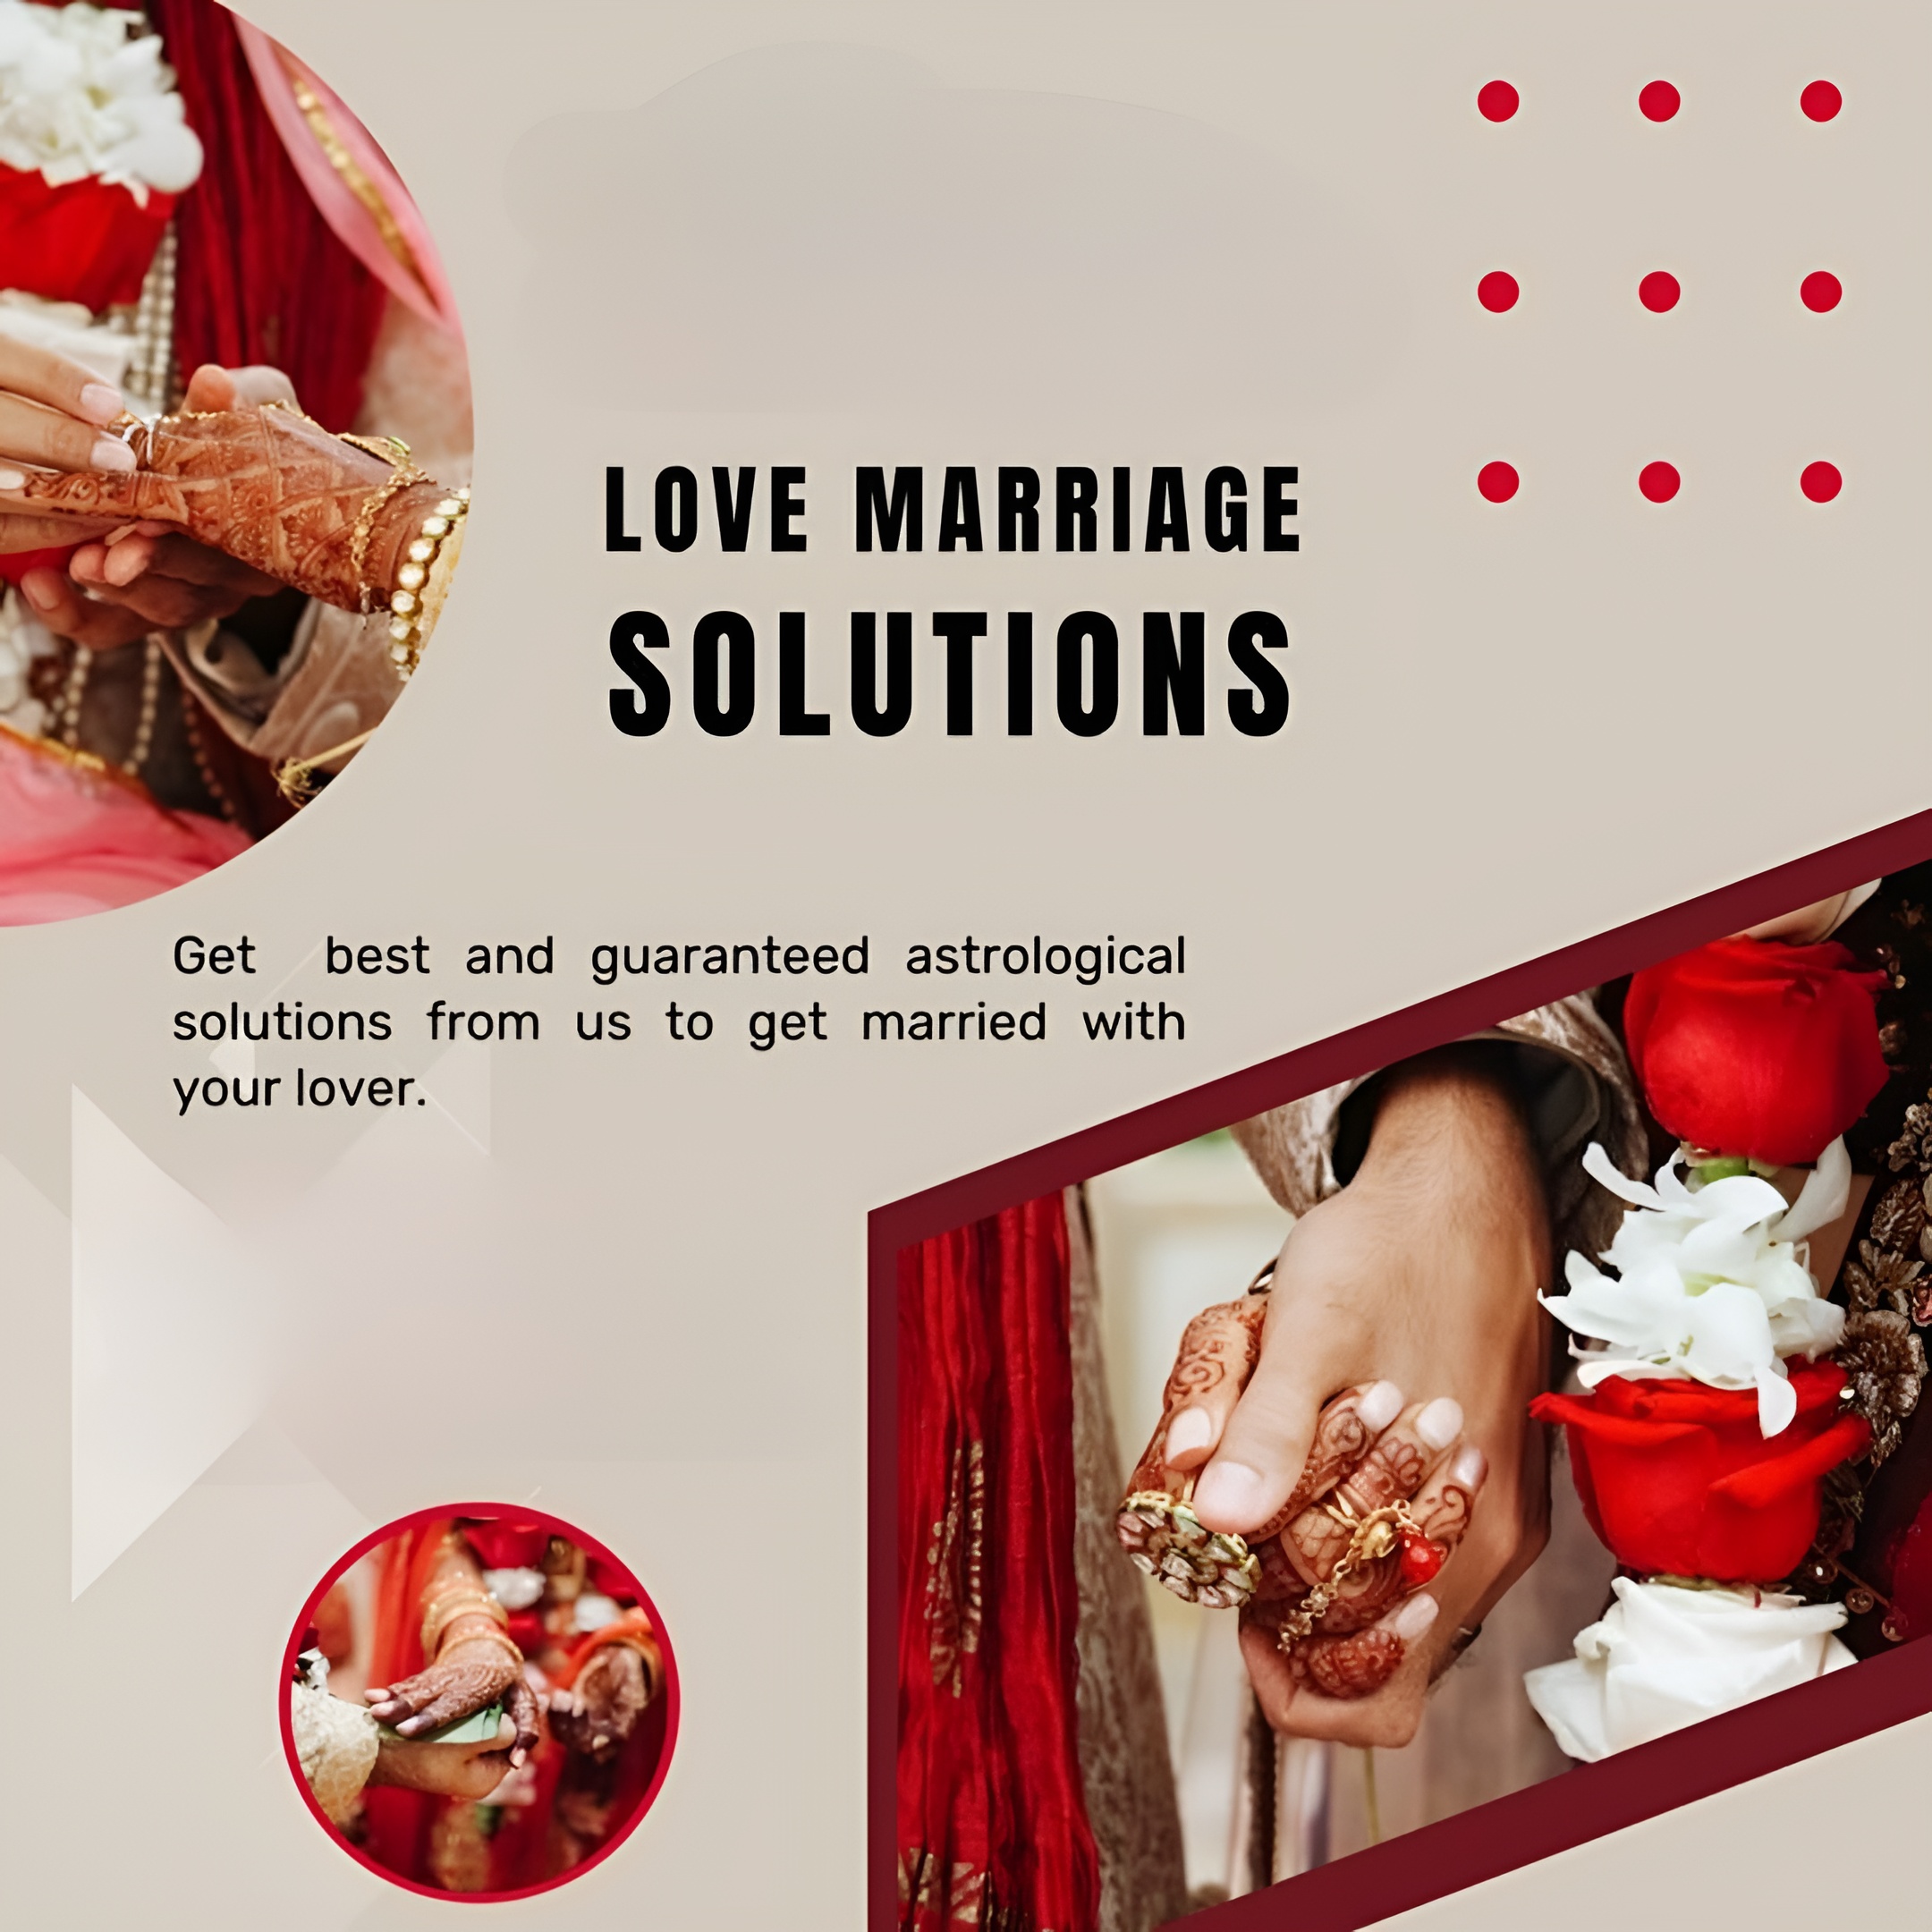 LOVE MARRIAGE
SOLUTIONS
Get best and guaranteed astrological
solutions from us to get married with
your lover.